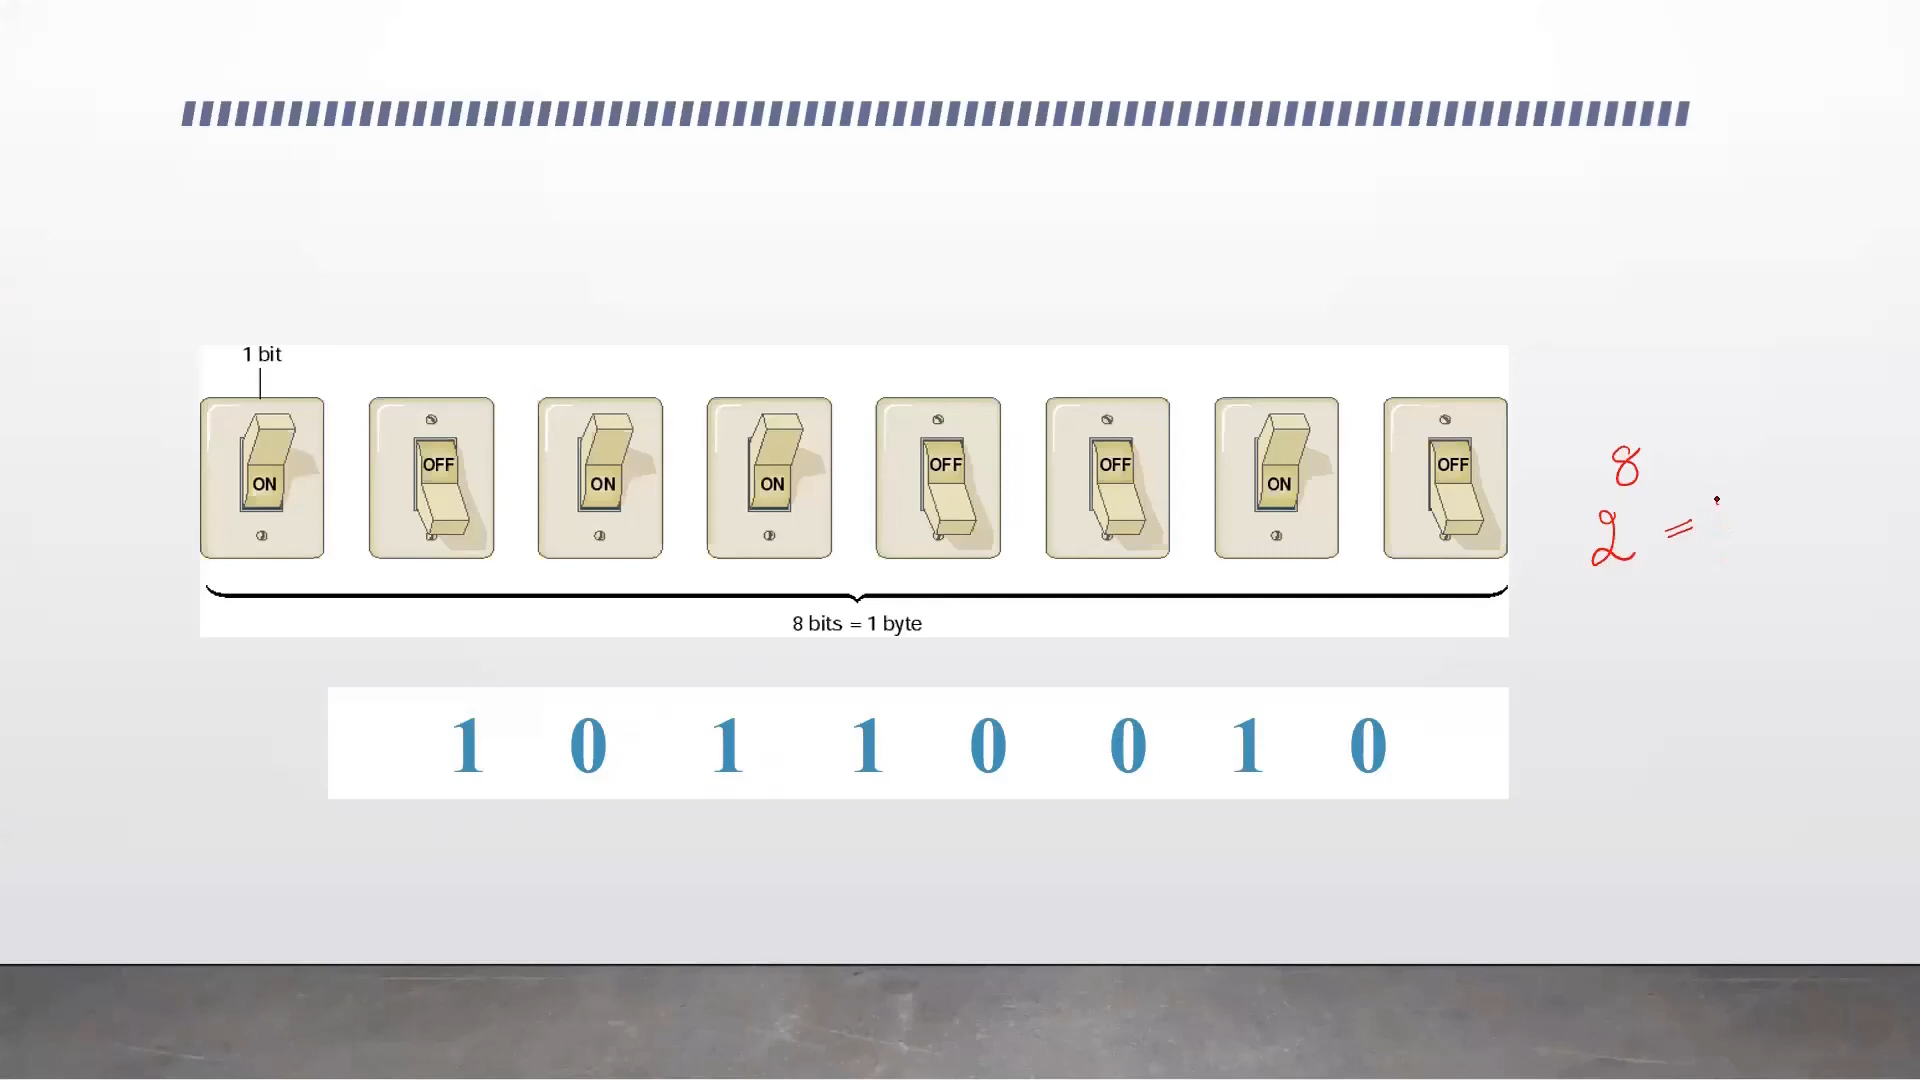 1 bit
ON OFF ON ON OFF OFF ON OFF
8 bits = 1 byte
1 0 1 1 0 0 1 0
8
2 =